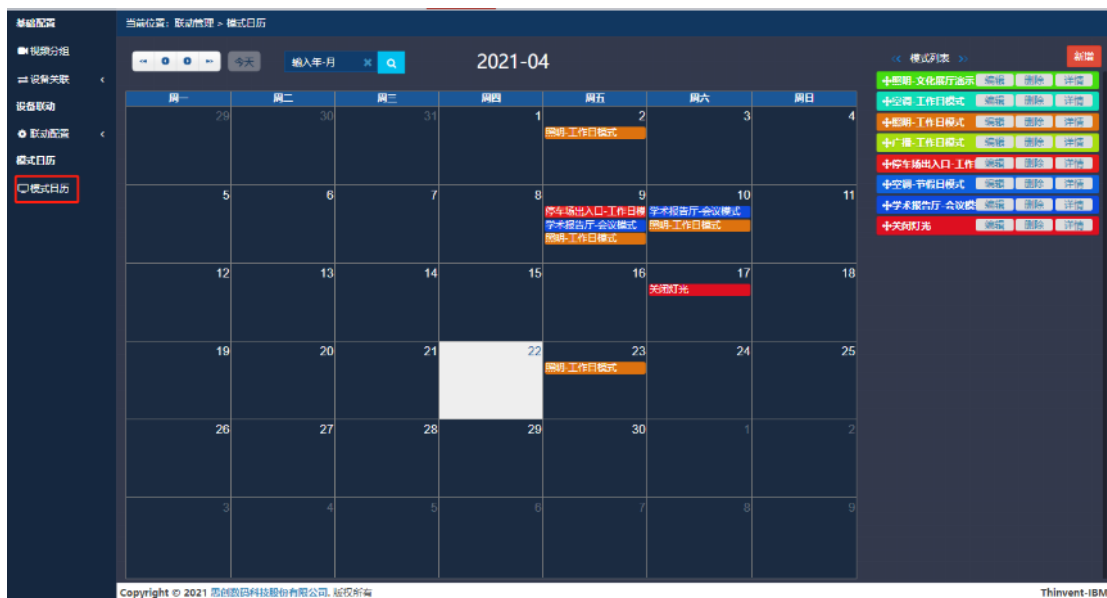 基础配置
视频分组
设备关联
设备联动
联动配置
模式日历
模式日历
当前位置：联动管理 > 模式日历
今天
输入年-月
2021-04
周一 周二 周三 周四 周五 周六 周日
29 30 31 1 2 3 4
照明-工作日模式
5 6 7 8 9 10 11
停车场出入口-工作日模 学术报告厅-会议模式
学术报告厅-会议模式 照明-工作日模式
照明-工作日模式
12 13 14 15 16 17 18
关闭灯光
19 20 21 22 23 24 25
照明-工作日模式
26 27 28 29 30 1 2
3 4 5 6 7 8 9
<< 模式列表 >>
新增
照明-文化展厅演示 编辑 删除 详情
空调-工作日模式 编辑 删除 详情
照明-工作日模式 编辑 删除 详情
广播-工作日模式 编辑 删除 详情
停车场出入口-工作 编辑 删除 详情
空调-节假日模式 编辑 删除 详情
学术报告厅-会议模 编辑 删除 详情
关闭灯光 编辑 删除 详情
Copyright © 2021 思创数码科技股份有限公司. 版权所有
Thinvent-IBM